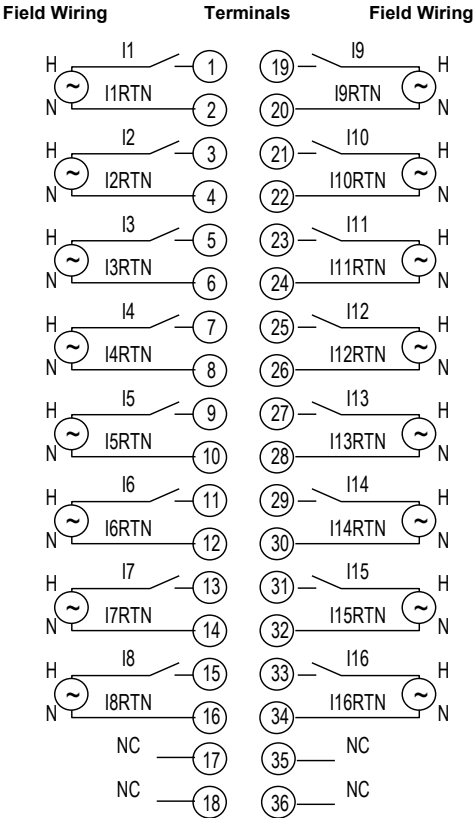 Field Wiring Terminals Field Wiring
I1 I9
H 1 19 H
~ I1RTN I9RTN ~
N 2 20 N
I2 I10
H 3 21 H
~ I2RTN I10RTN ~
N 4 22 N
I3 I11
H 5 23 H
~ I3RTN I11RTN ~
N 6 24 N
I4 I12
H 7 25 H
~ I4RTN I12RTN ~
N 8 26 N
I5 I13
H 9 27 H
~ I5RTN I13RTN ~
N 10 28 N
I6 I14
H 11 29 H
~ I6RTN I14RTN ~
N 12 30 N
I7 I15
H 13 31 H
~ I7RTN I15RTN ~
N 14 32 N
I8 I16
H 15 33 H
~ I8RTN I16RTN ~
N 16 34 N
NC 17 35 NC
NC 18 36 NC